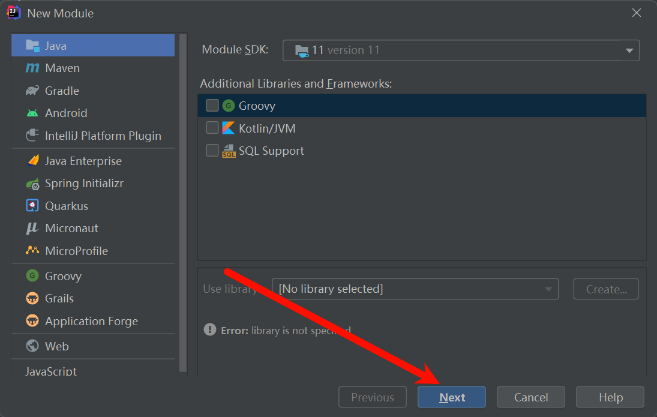 New Module
Java
Maven
Gradle
Android
IntelliJ Platform Plugin
Java Enterprise
Spring Initializr
Quarkus
Micronaut
MicroProfile
Groovy
Grails
Application Forge
Web
JavaScript
Module SDK: 11 version 11
Additional Libraries and Frameworks:
Groovy
Kotlin/JVM
SQL Support
Use library: [No library selected] Create...
Error: library is not specified
Previous Next Cancel Help